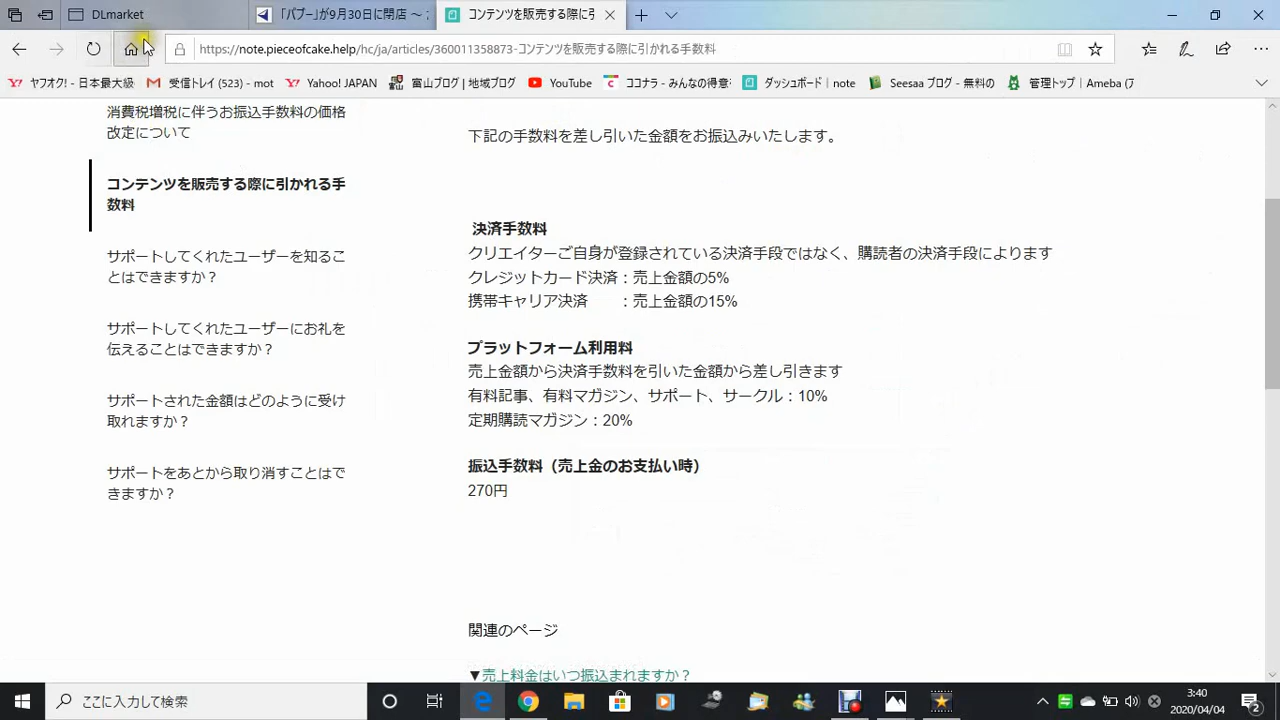 DLmarket
「パブー」が9月30日に閉店 ～
コンテンツを販売する際に引
https://note.pieceofcake.help/hc/ja/articles/360011358873-コンテンツを販売する際に引かれる手数料
ヤフオク! - 日本最大級
受信トレイ (523) - mot
Yahoo! JAPAN
富山ブログ | 地域ブログ
YouTube
ココナラ - みんなの得意
ダッシュボード | note
Seesaa ブログ - 無料の
管理トップ | Ameba (ア
消費税増税に伴うお振込手数料の価格
改定について
コンテンツを販売する際に引かれる手
数料
サポートしてくれたユーザーを知るこ
とはできますか？
サポートしてくれたユーザーにお礼を
伝えることはできますか？
サポートされた金額はどのように受け
取れますか？
サポートをあとから取り消すことはで
きますか？
下記の手数料を差し引いた金額をお振込みいたします。
決済手数料
クリエイターご自身が登録されている決済手段ではなく、購読者の決済手段によります
クレジットカード決済：売上金額の5%
携帯キャリア決済　　：売上金額の15%
プラットフォーム利用料
売上金額から決済手数料を引いた金額から差し引きます
有料記事、有料マガジン、サポート、サークル：10%
定期購読マガジン：20%
振込手数料（売上金のお支払い時）
270円
関連のページ
▼売上料金はいつ振込まれますか？
ここに入力して検索
3:40
2020/04/04
2